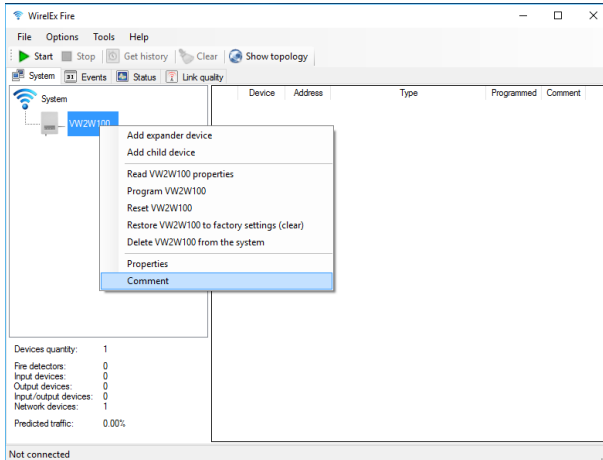 WirelEx Fire
File Options Tools Help
Start Stop Get history Clear Show topology
System 31 Events Status Link quality
Device Address Type Programmed Comment
System
VW2W100
Add expander device
Add child device
Read VW2W100 properties
Program VW2W100
Reset VW2W100
Restore VW2W100 to factory settings (clear)
Delete VW2W100 from the system
Properties
Comment
Devices quantity: 1
Fire detectors: 0
Input devices: 0
Output devices: 0
Input/output devices: 0
Network devices: 1
Predicted traffic: 0.00%
Not connected